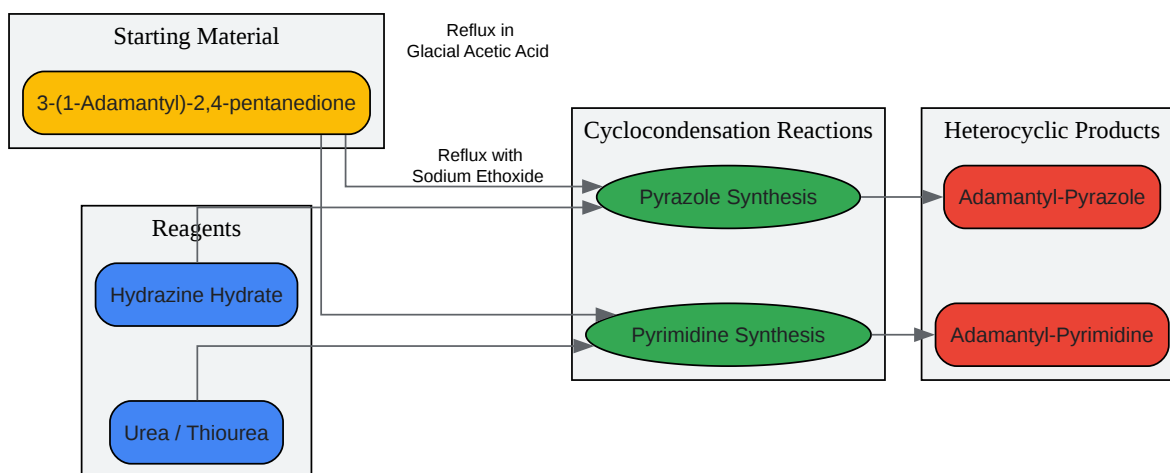 Starting Material
3-(1-Adamantyl)-2,4-pentanedione
Reflux in
Glacial Acetic Acid
Reflux with
Sodium Ethoxide
Reagents
Hydrazine Hydrate
Urea / Thiourea
Cyclocondensation Reactions
Pyrazole Synthesis
Pyrimidine Synthesis
Heterocyclic Products
Adamantyl-Pyrazole
Adamantyl-Pyrimidine